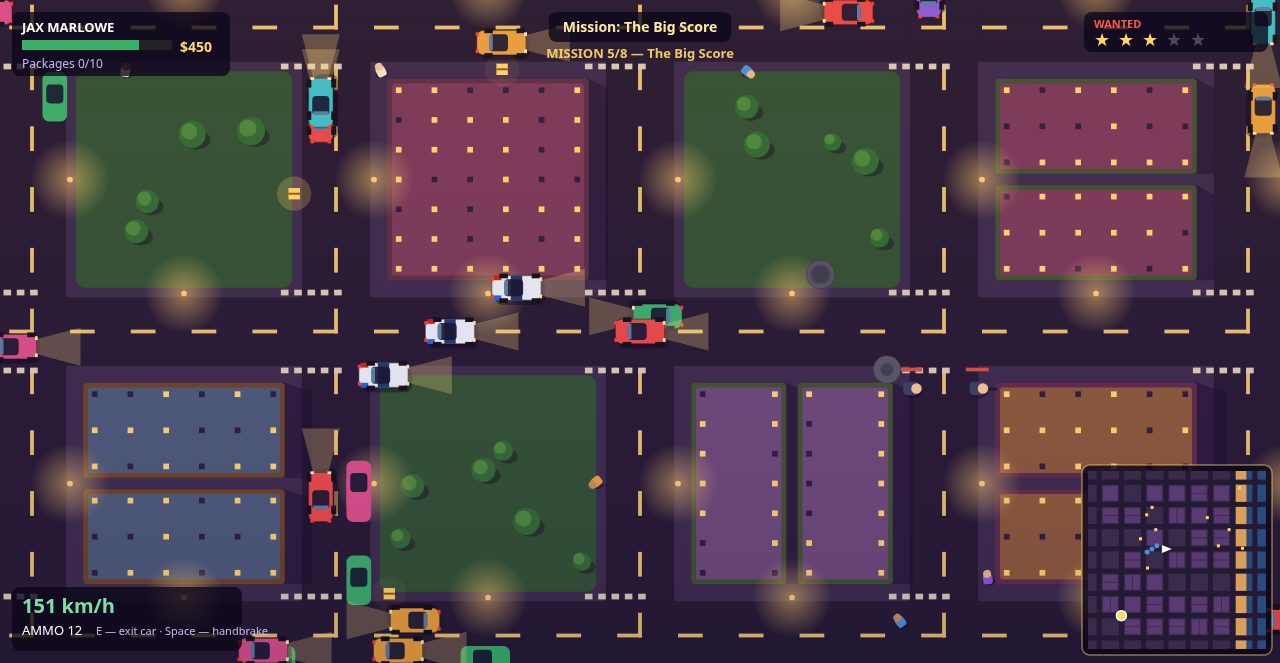 JAX MARLOWE
$450
Packages 0/10
Mission: The Big Score
MISSION 5/8 — The Big Score
WANTED
★ ★ ★ ★ ★
151 km/h
AMMO 12 E — exit car · Space — handbrake